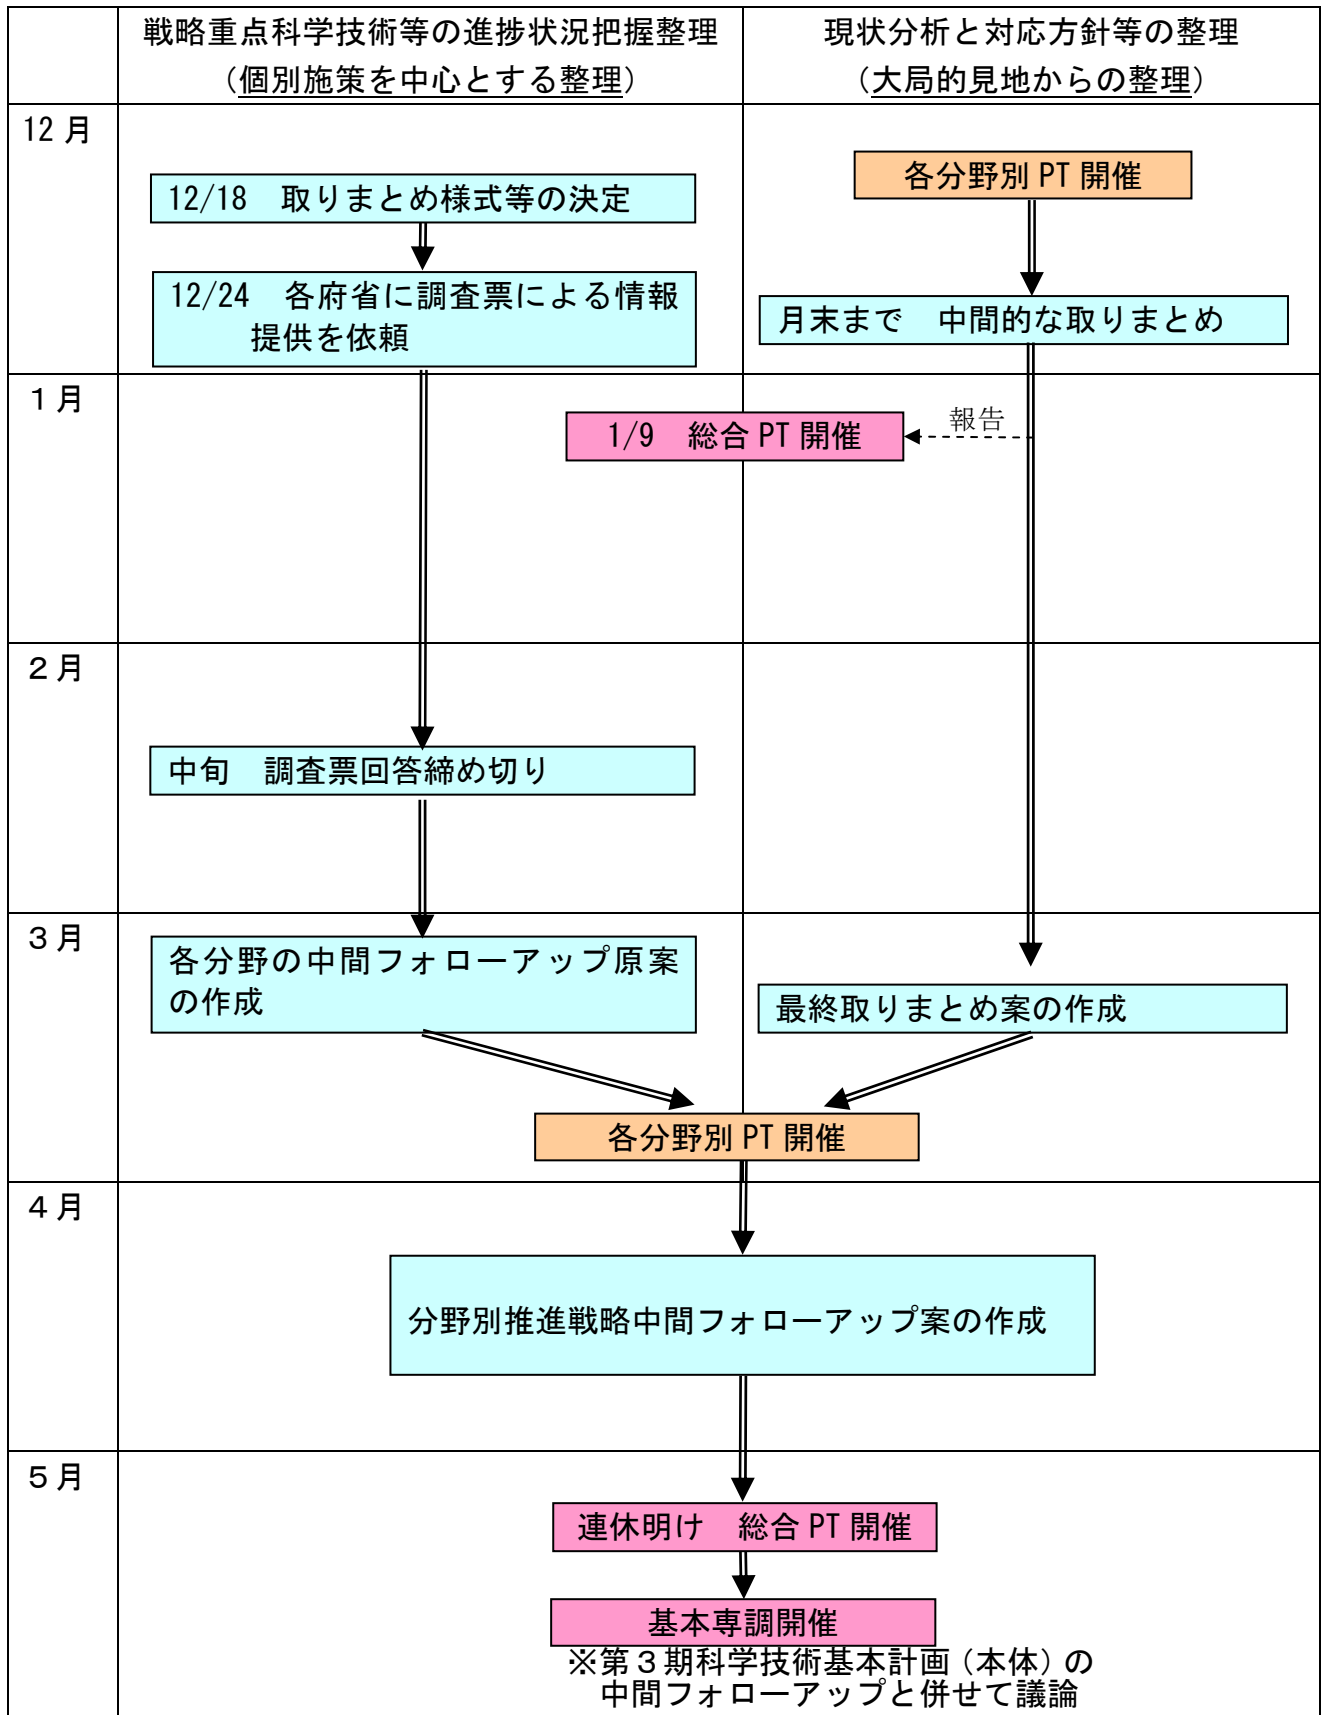 戦略重点科学技術等の進捗状況把握整理
（個別施策を中心とする整理）
現状分析と対応方針等の整理
（大局的見地からの整理）
12月
各分野別PT開催
12/18　取りまとめ様式等の決定
12/24　各府省に調査票による情報
提供を依頼
月末まで　中間的な取りまとめ
１月
報告
1/9　総合PT開催
２月
中旬　調査票回答締め切り
３月
各分野の中間フォローアップ原案
の作成
最終取りまとめ案の作成
各分野別PT開催
４月
分野別推進戦略中間フォローアップ案の作成
５月
連休明け　総合PT開催
基本専調開催
※第３期科学技術基本計画（本体）の
中間フォローアップと併せて議論